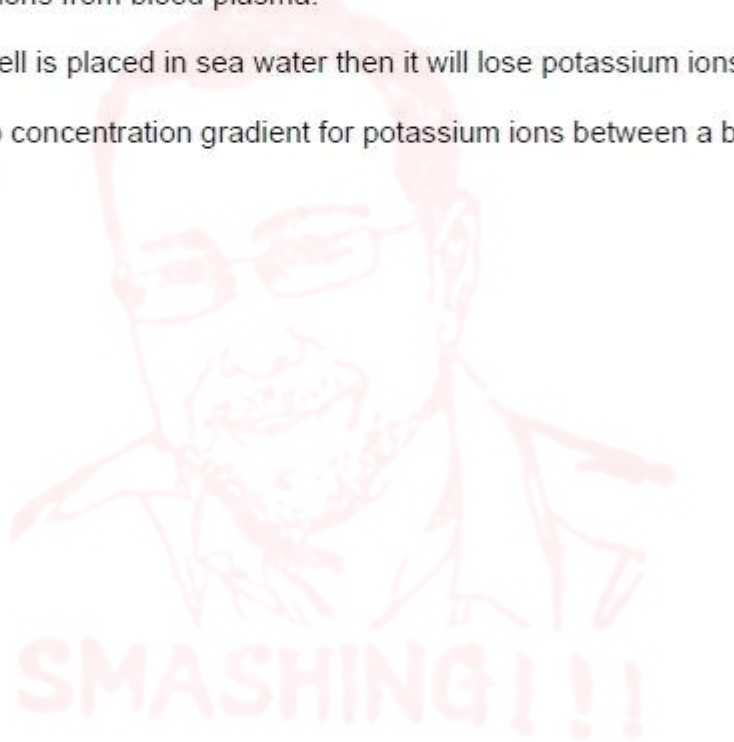 ions from blood plasma.
ell is placed in sea water then it will lose potassium ions
concentration gradient for potassium ions between a b
SMASHING!!!